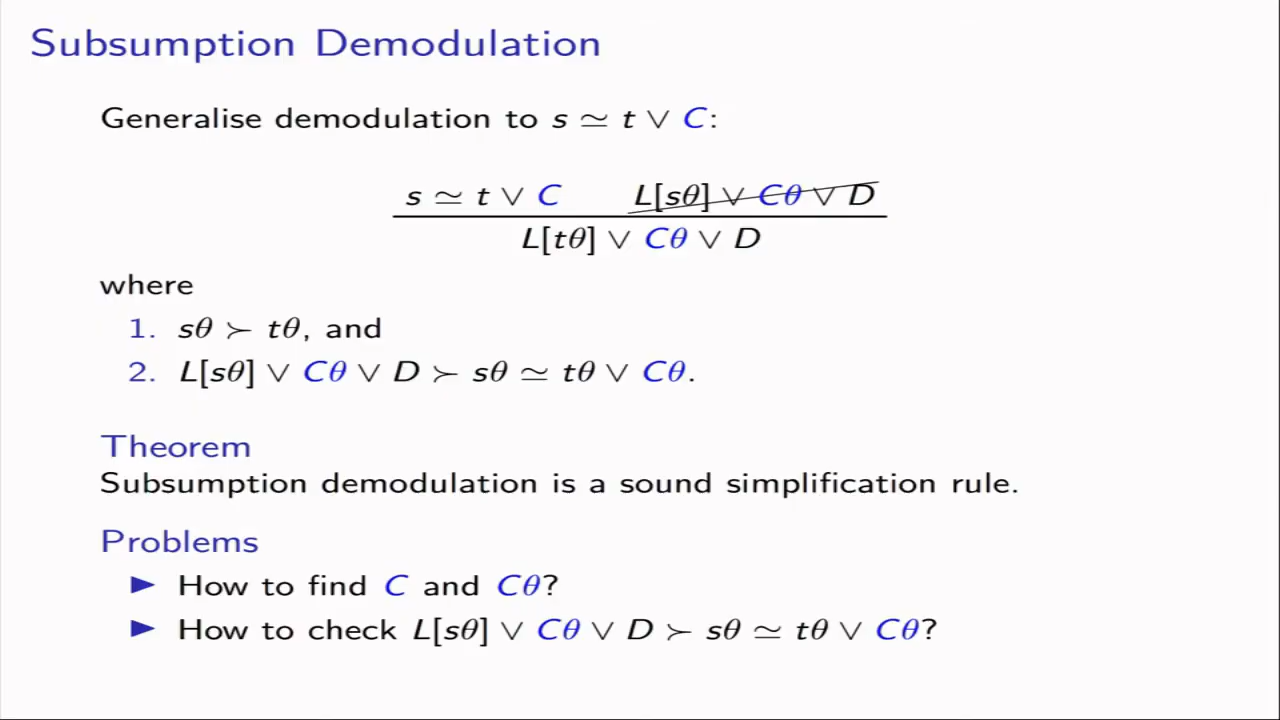 Subsumption Demodulation
Generalise demodulation to s ≃ t ∨ C:
s ≃ t ∨ C L[sθ] ∨ Cθ ∨ D
L[tθ] ∨ Cθ ∨ D
where
1. sθ ≻ tθ, and
2. L[sθ] ∨ Cθ ∨ D ≻ sθ ≃ tθ ∨ Cθ.
Theorem
Subsumption demodulation is a sound simplification rule.
Problems
▶ How to find C and Cθ?
▶ How to check L[sθ] ∨ Cθ ∨ D ≻ sθ ≃ tθ ∨ Cθ?